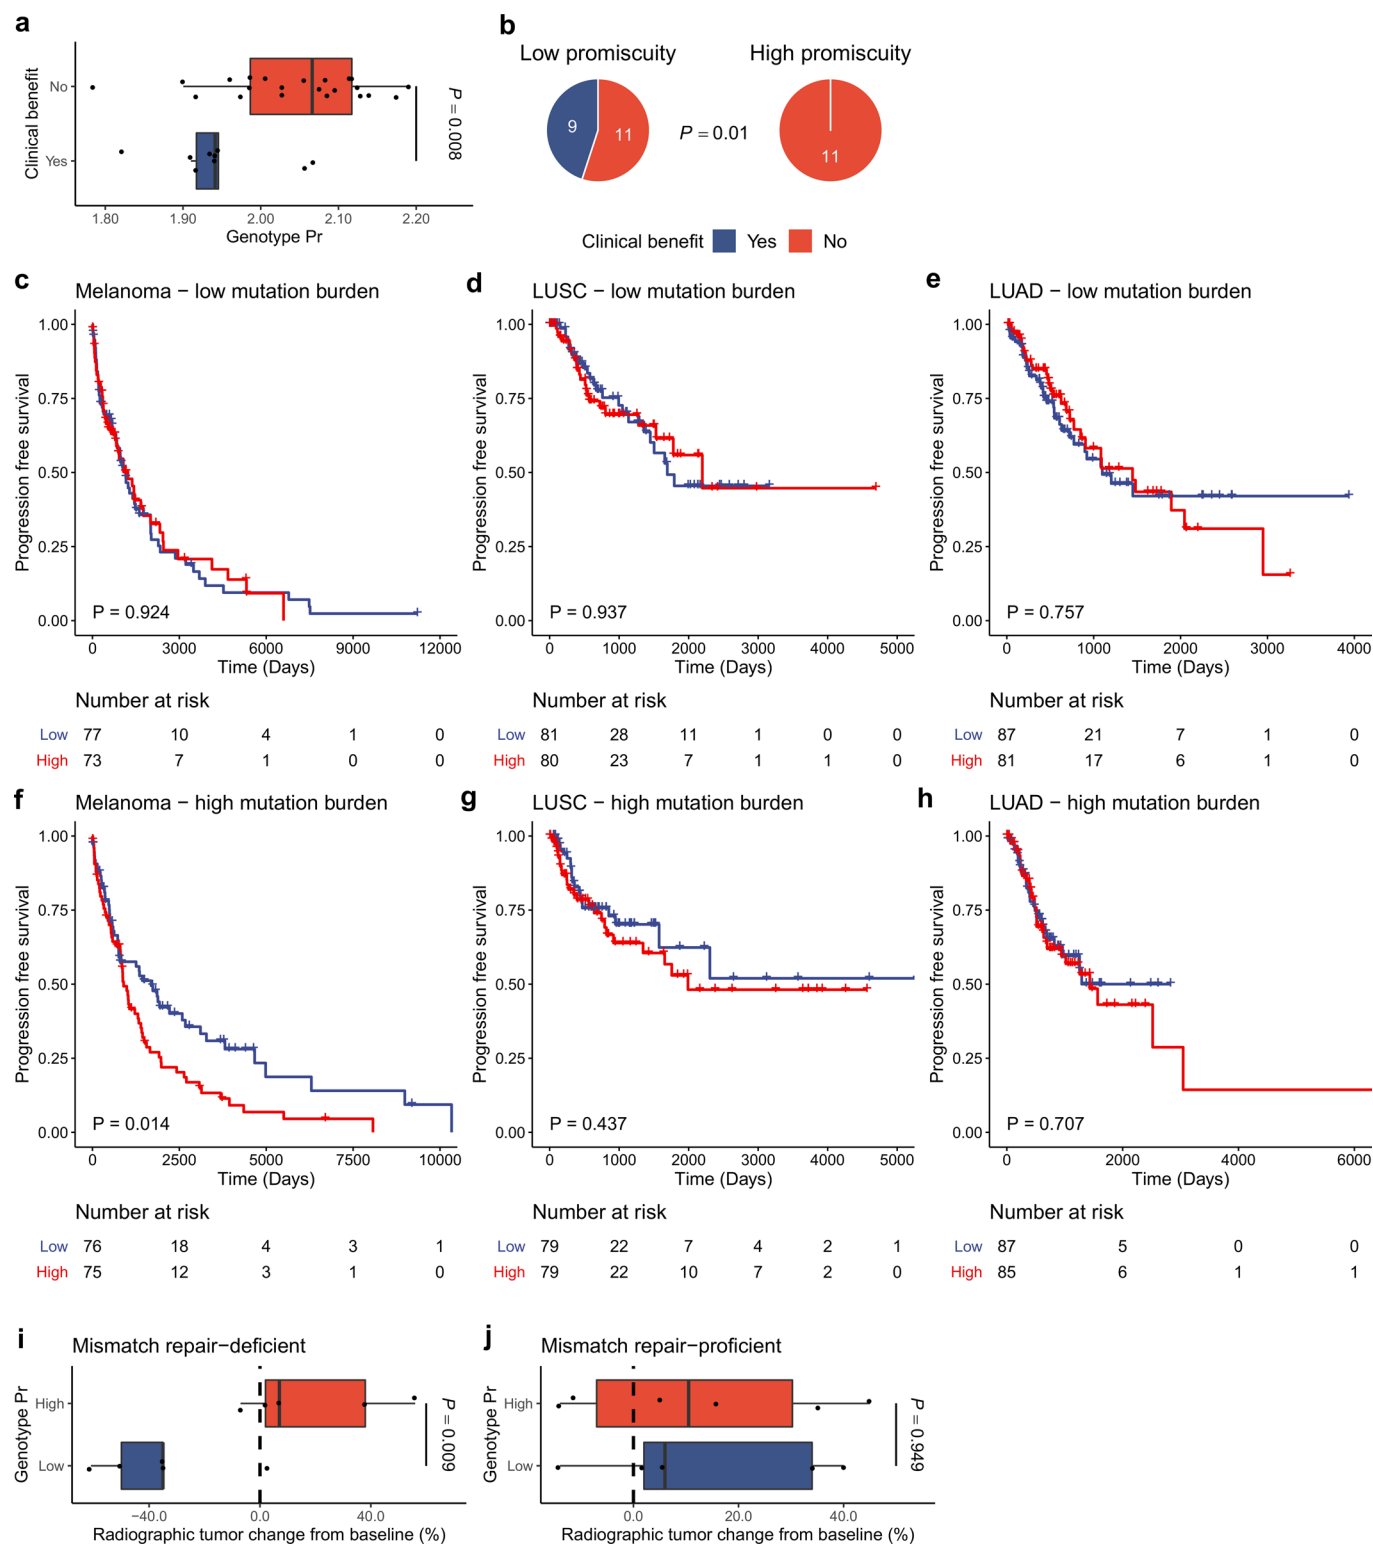 a
Clinical benefit
No
Yes
P = 0.008
1.80 1.90 2.00 2.10 2.20
Genotype Pr
b
Low promiscuity
High promiscuity
9
11
P = 0.01
11
Clinical benefit Yes No
c
Melanoma − low mutation burden
Progression free survival
1.00
0.75
0.50
0.25
0.00
P = 0.924
0 3000 6000 9000 12000
Time (Days)
Number at risk
Low 77 10 4 1 0
High 73 7 1 0 0
d
LUSC − low mutation burden
Progression free survival
1.00
0.75
0.50
0.25
0.00
P = 0.937
0 1000 2000 3000 4000 5000
Time (Days)
Number at risk
Low 81 28 11 1 0 0
High 80 23 7 1 1 0
e
LUAD − low mutation burden
Progression free survival
1.00
0.75
0.50
0.25
0.00
P = 0.757
0 1000 2000 3000 4000
Time (Days)
Number at risk
Low 87 21 7 1 0
High 81 17 6 1 0
f
Melanoma − high mutation burden
Progression free survival
1.00
0.75
0.50
0.25
0.00
P = 0.014
0 2500 5000 7500 10000
Time (Days)
Number at risk
Low 76 18 4 3 1
High 75 12 3 1 0
g
LUSC − high mutation burden
Progression free survival
1.00
0.75
0.50
0.25
0.00
P = 0.437
0 1000 2000 3000 4000 5000
Time (Days)
Number at risk
Low 79 22 7 4 2 1
High 79 22 10 7 2 0
h
LUAD − high mutation burden
Progression free survival
1.00
0.75
0.50
0.25
0.00
P = 0.707
0 2000 4000 6000
Time (Days)
Number at risk
Low 87 5 0 0
High 85 6 1 1
i
Mismatch repair−deficient
Genotype Pr
High
Low
P = 0.009
−40.0 0.0 40.0
Radiographic tumor change from baseline (%)
j
Mismatch repair−proficient
Genotype Pr
High
Low
P = 0.949
0.0 20.0 40.0
Radiographic tumor change from baseline (%)